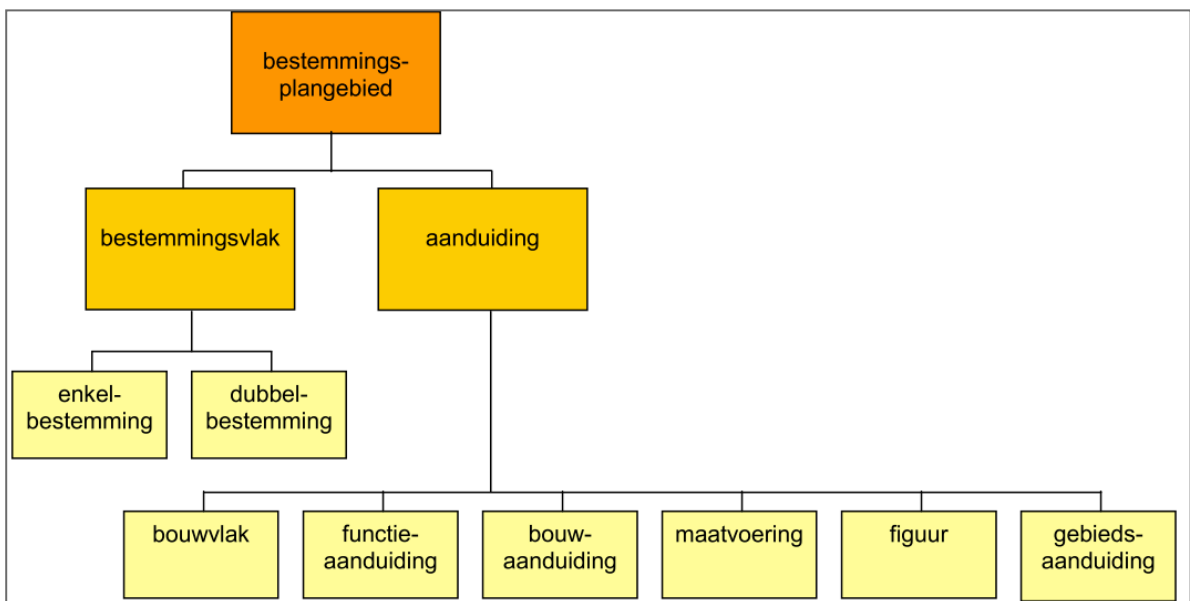 bestemmings-
plangebied
bestemmingsvlak
aanduiding
enkel-
bestemming
dubbel-
bestemming
bouwvlak
functie-
aanduiding
bouw-
aanduiding
maatvoering
figuur
gebieds-
aanduiding